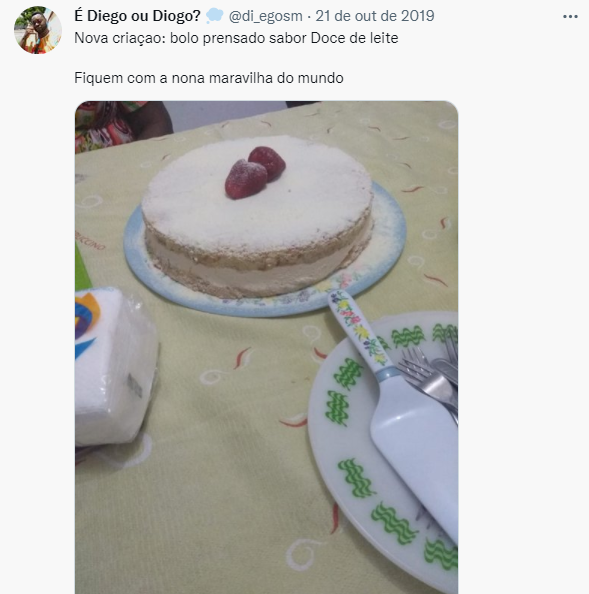 É Diego ou Diogo? @di_egosm · 21 de out de 2019
Nova criaçao: bolo prensado sabor Doce de leite
Fiquem com a nona maravilha do mundo